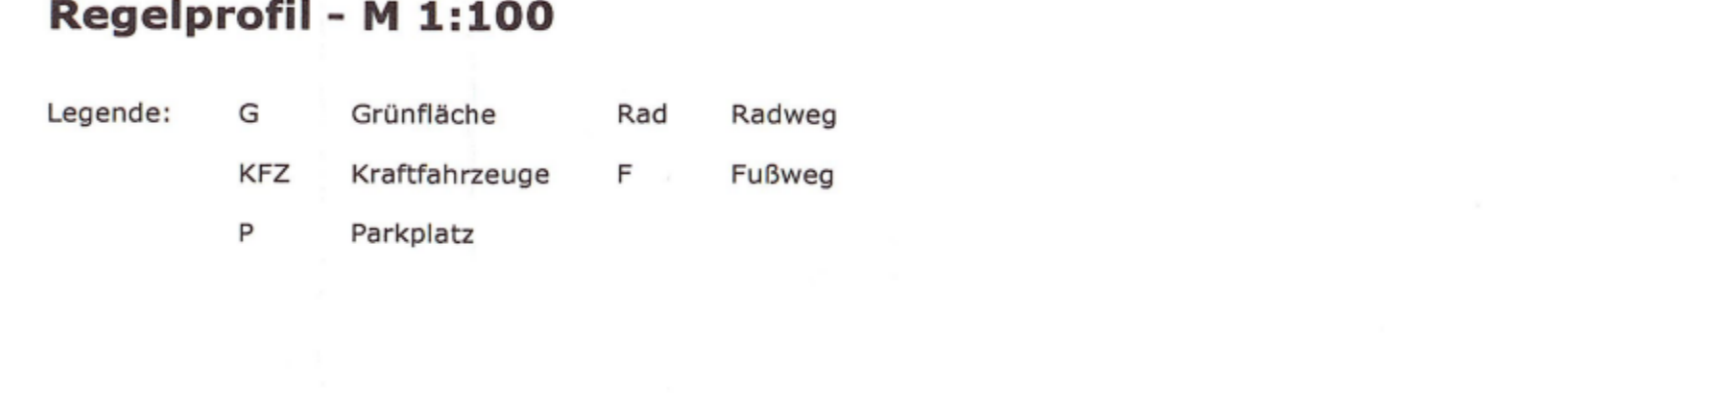 Regelprofil - M 1:100
Legende: G Grünfläche Rad Radweg
KFZ Kraftfahrzeuge F Fußweg
P Parkplatz